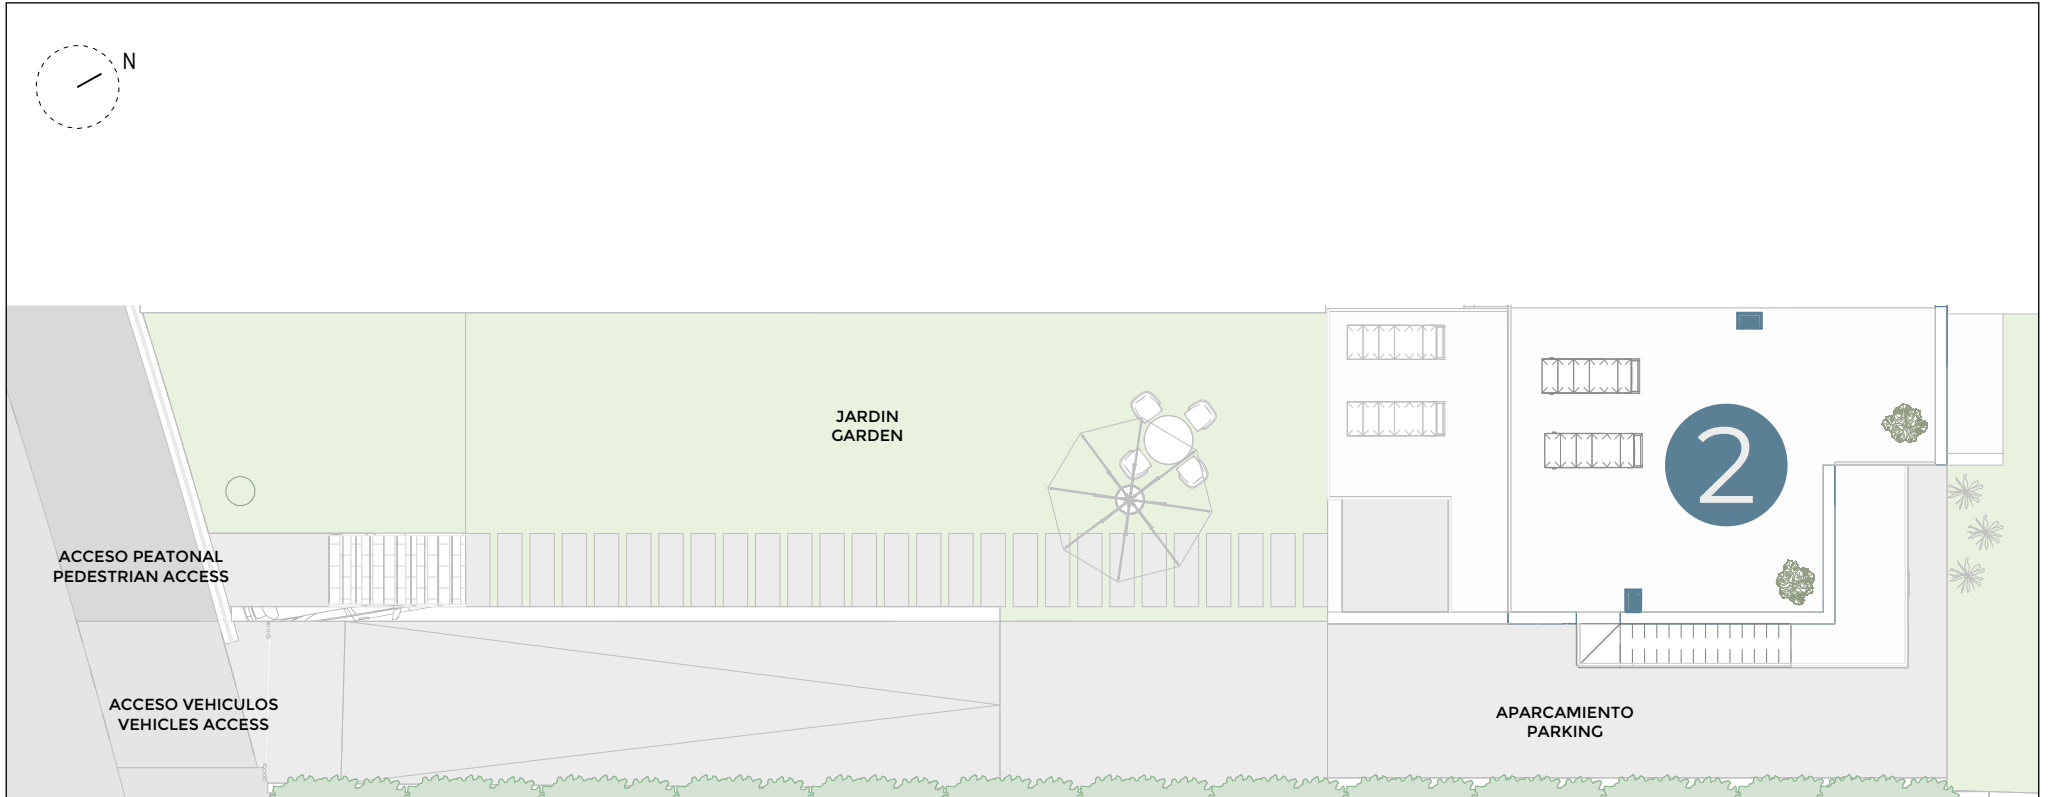 N
JARDIN
GARDEN
2
ACCESO PEATONAL
PEDESTRIAN ACCESS
ACCESO VEHICULOS
VEHICLES ACCESS
APARCAMIENTO
PARKING